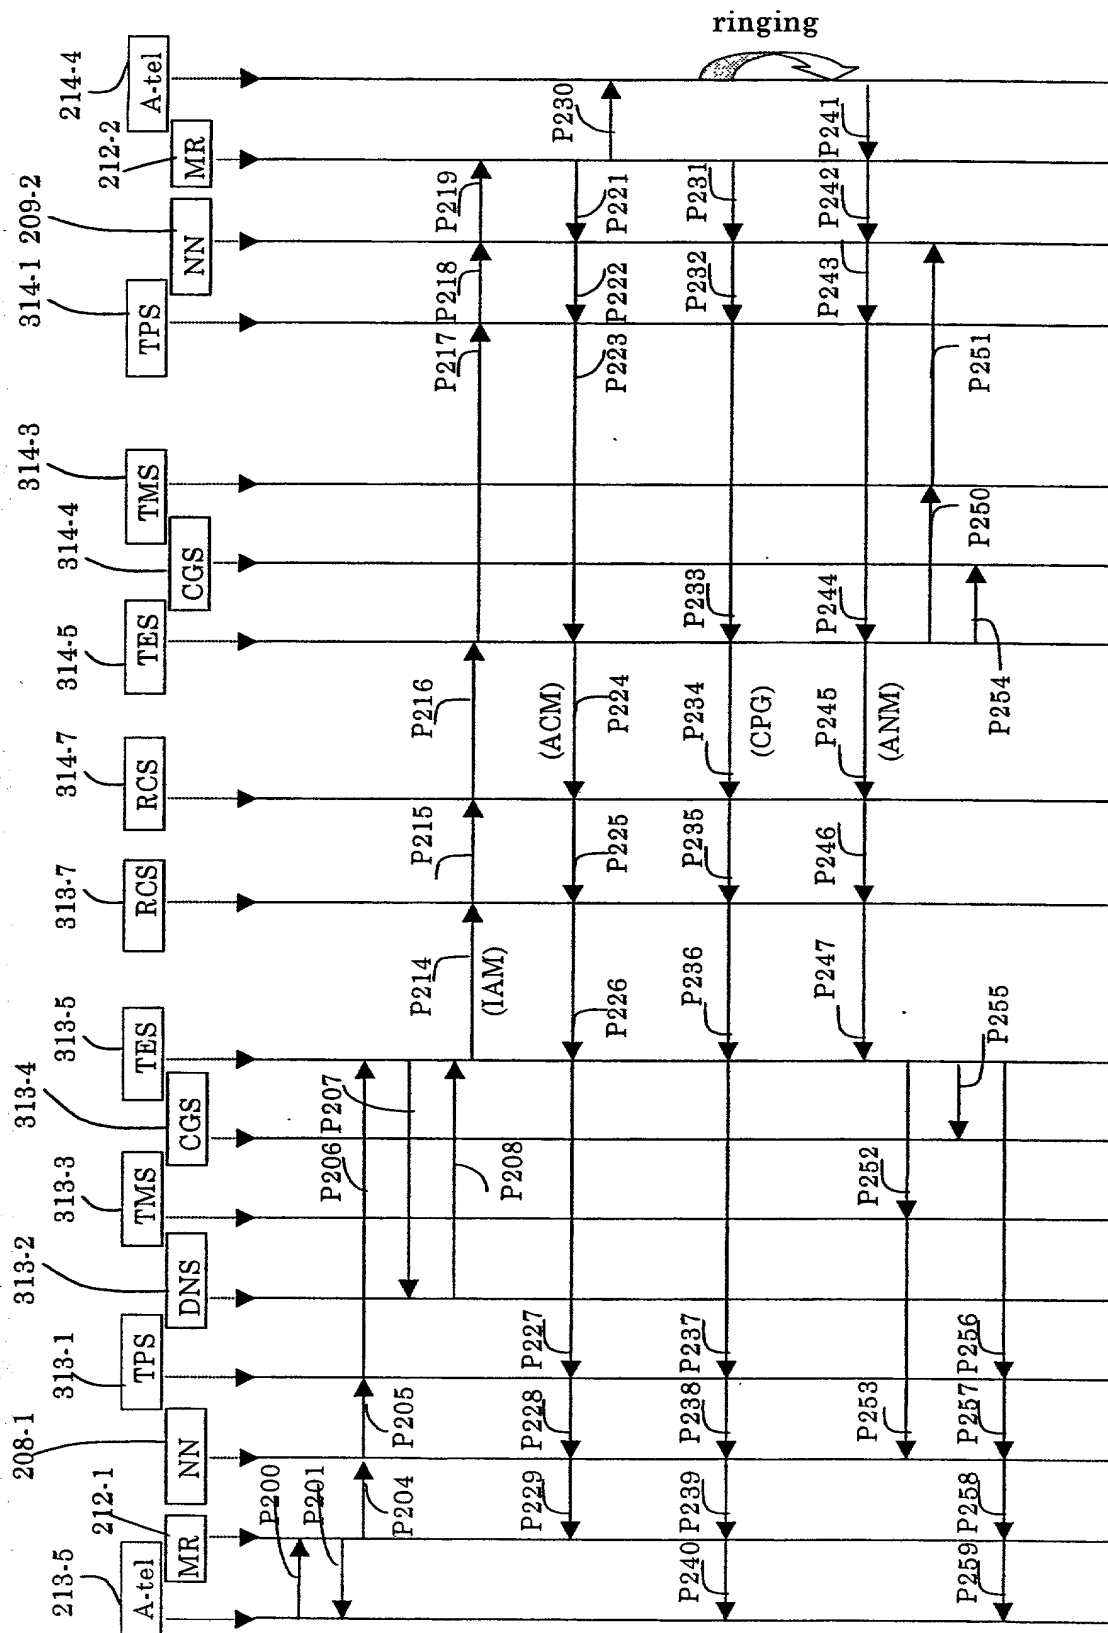 ringing
214-4
A-tel
212-2
MR
209-2
NN
314-1
TPS
314-3
TMS
314-4
CGS
314-5
TES
314-7
RCS
313-7
RCS
313-5
TES
313-4
CGS
313-3
TMS
313-2
DNS
313-1
TPS
208-1
NN
212-1
MR
213-5
A-tel
P200
P201
P204
P205
P206
P207
P208
P214
(IAM)
P215
P216
P217
P218
P219
P221
P222
P223
P224
(ACM)
P225
P226
P227
P228
P229
P230
P231
P232
P233
P234
(CPG)
P235
P236
P237
P238
P239
P240
P241
P242
P243
P244
P245
(ANM)
P246
P247
P250
P251
P252
P253
P254
P255
P256
P257
P258
P259